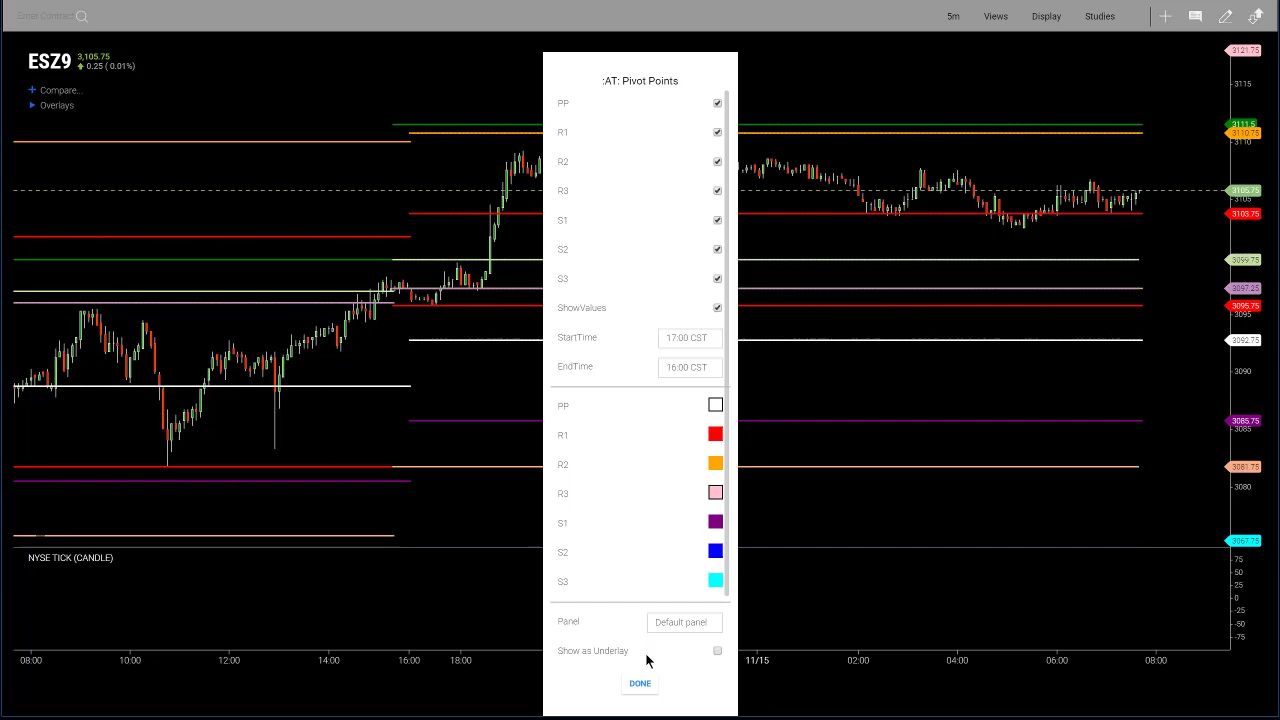 Enter Contract
5m Views Display Studies
ESZ9 3,105.75
0.25 ( 0.01%)
Compare...
Overlays
:AT: Pivot Points
PP
R1
R2
R3
S1
S2
S3
ShowValues
StartTime 17:00 CST
EndTime 16:00 CST
PP
R1
R2
R3
S1
S2
S3
Panel Default panel
Show as Underlay
DONE
3121.75
3115
3111.5
3110.75
3110
3105.75
3105
3103.75
3099.75
3097.25
3095.75
3095
3092.75
3090
3085.75
3085
3081.75
3080
3067.75
NYSE TICK (CANDLE)
75
50
25
0
-25
-50
-75
08:00 10:00 12:00 14:00 16:00 18:00 11/15 02:00 04:00 06:00 08:00